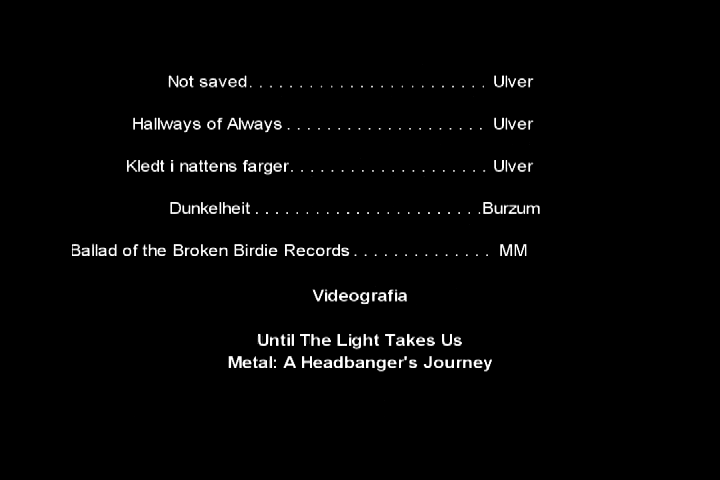 Not saved. . . . . . . . . . . . . . . . . . . . . . . . Ulver
Hallways of Always . . . . . . . . . . . . . . . . . . . . Ulver
Kledt i nattens farger. . . . . . . . . . . . . . . . . . . . Ulver
Dunkelheit . . . . . . . . . . . . . . . . . . . . . . .Burzum
Ballad of the Broken Birdie Records . . . . . . . . . . . . . . MM
Videografia
Until The Light Takes Us
Metal: A Headbanger's Journey